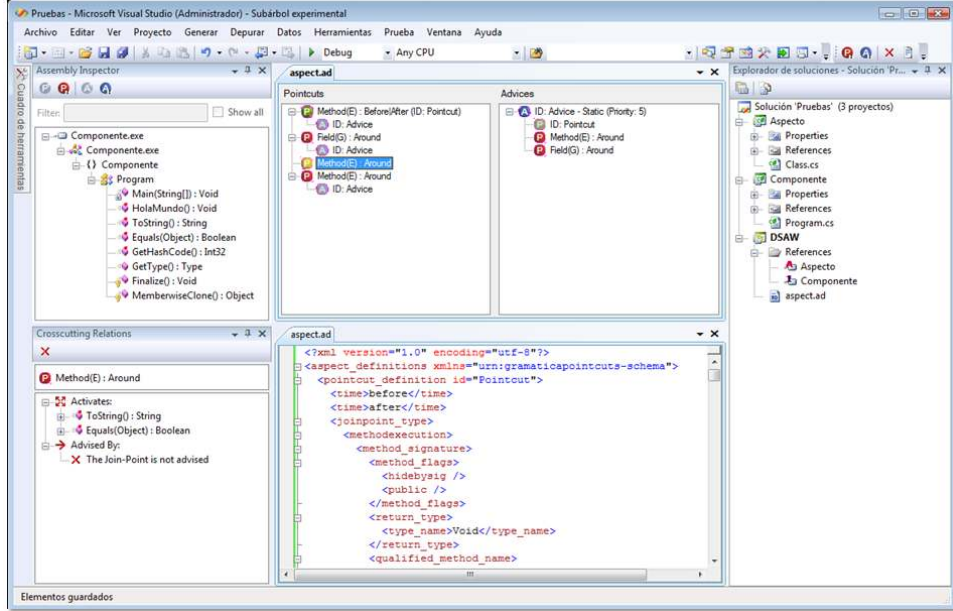 Pruebas - Microsoft Visual Studio (Administrador) - Subárbol experimental
Archivo Editar Ver Proyecto Generar Depurar Datos Herramientas Prueba Ventana Ayuda
Debug Any CPU
Cuadro de herramientas
Assembly Inspector
Filter: Show all
Componente.exe
Componente.exe
{} Componente
Program
Main(String[]) : Void
HolaMundo() : Void
ToString() : String
Equals(Object) : Boolean
GetHashCode() : Int32
GetType() : Type
Finalize() : Void
MemberwiseClone() : Object
aspect.ad
Pointcuts
Method(E) : Before/After (ID: Pointcut)
ID: Advice
Field(G) : Around
ID: Advice
Method(E) : Around
Method(E) : Around
ID: Advice
Advices
ID: Advice - Static (Priority: 5)
ID: Pointcut
Method(E) : Around
Field(G) : Around
Explorador de soluciones - Solución 'Pr...
Solución 'Pruebas' (3 proyectos)
Aspecto
Properties
References
Class.cs
Componente
Properties
References
Program.cs
DSAW
References
Aspecto
Componente
aspect.ad
Crosscutting Relations
Method(E) : Around
Activates:
ToString() : String
Equals(Object) : Boolean
Advised By:
The Join-Point is not advised
aspect.ad
<?xml version="1.0" encoding="utf-8"?>
<aspect_definitions xmlns="urn:gramaticapointcuts-schema">
<pointcut_definition id="Pointcut">
<time>before</time>
<time>after</time>
<joinpoint_type>
<methodexecution>
<method_signature>
<method_flags>
<hidebysig />
<public />
</method_flags>
<return_type>
<type_name>Void</type_name>
</return_type>
<qualified_method_name>
Elementos guardados